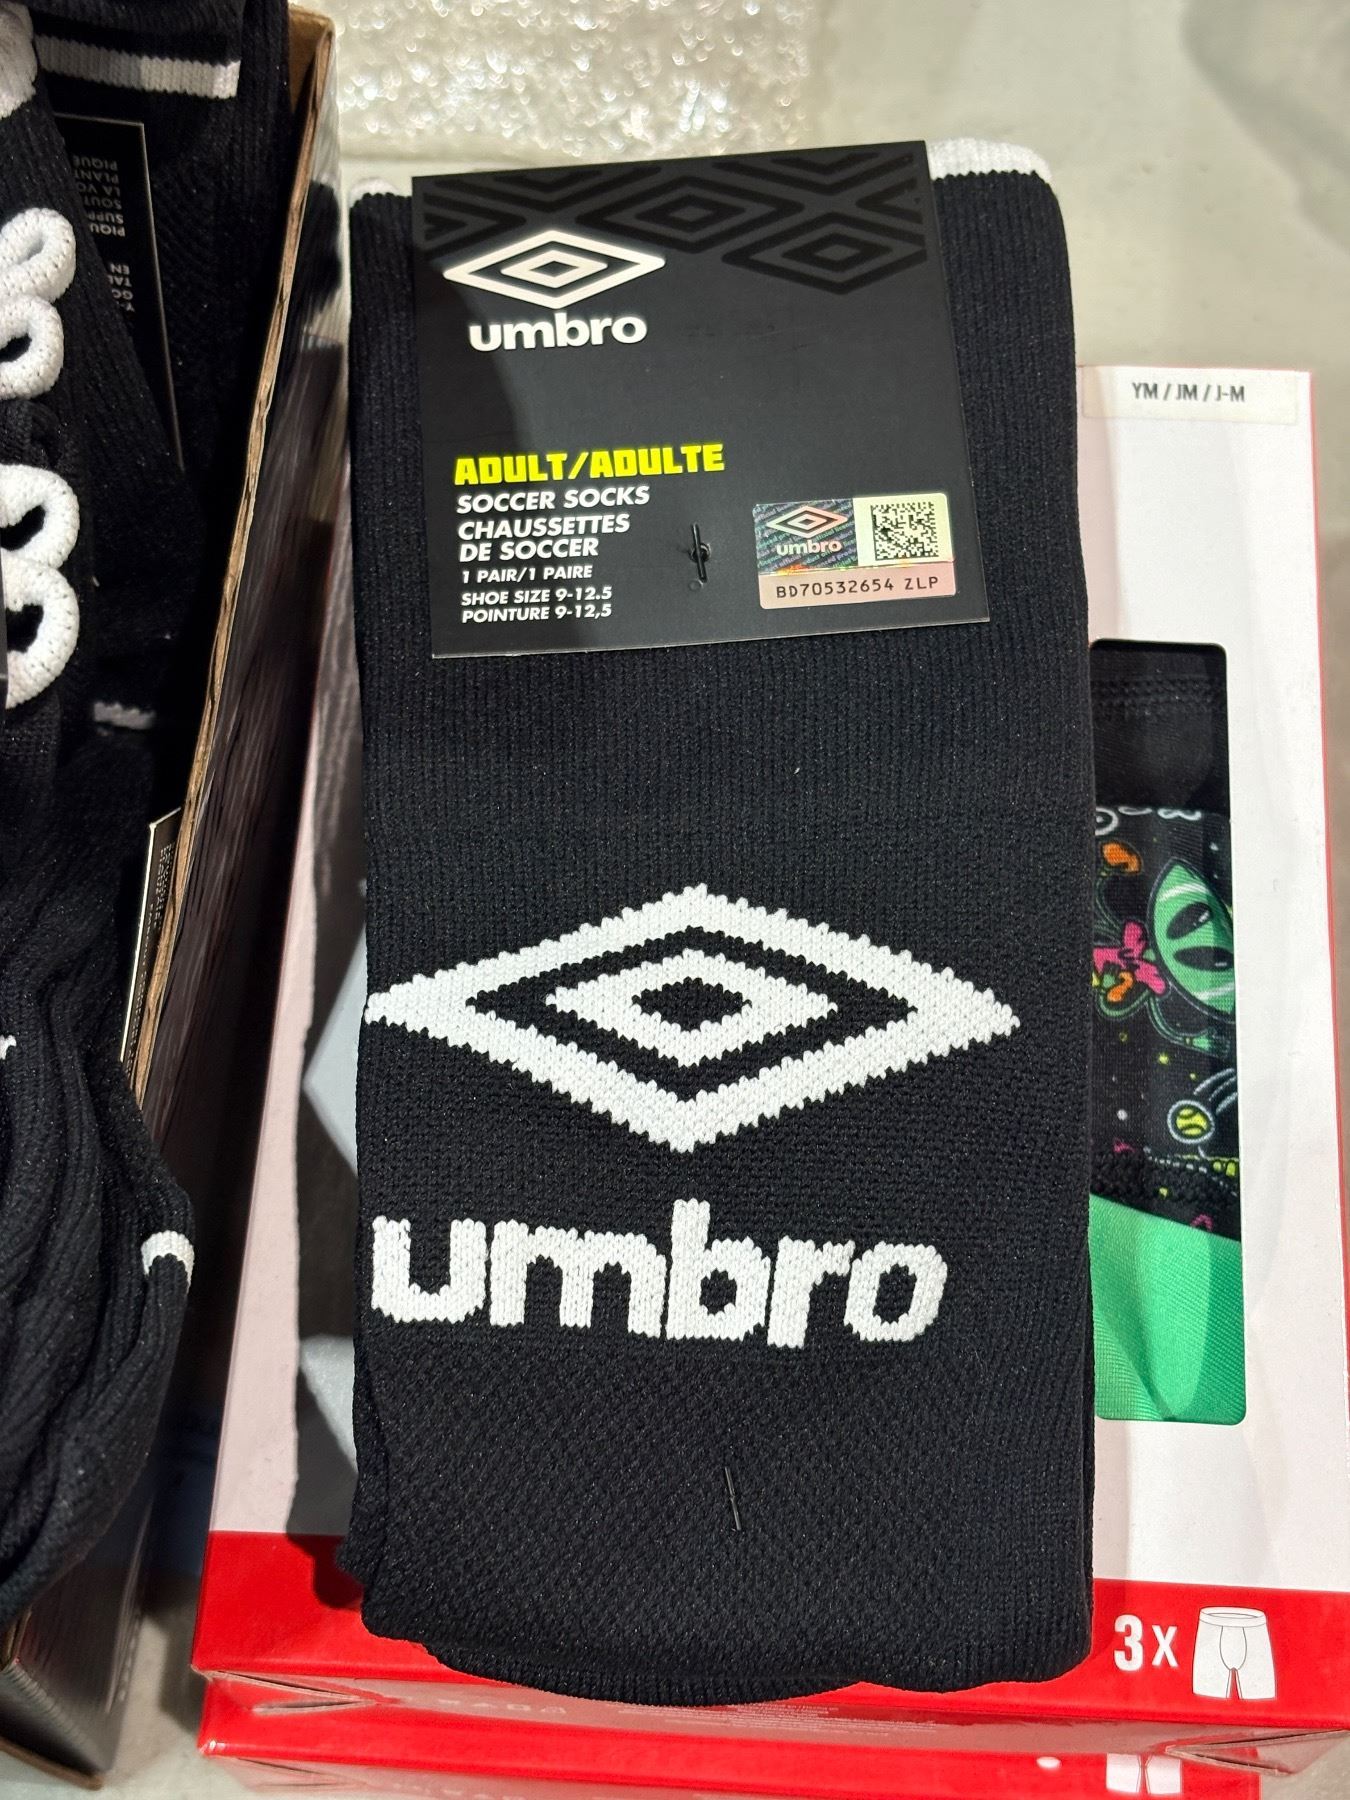 umbro
ADULT/ADULTE
SOCCER SOCKS
CHAUSSETTES
DE SOCCER
1 PAIR/1 PAIRE
SHOE SIZE 9-12.5
POINTURE 9-12,5
umbro
BD70532654 ZLP
umbro
YM / JM / J-M
3x